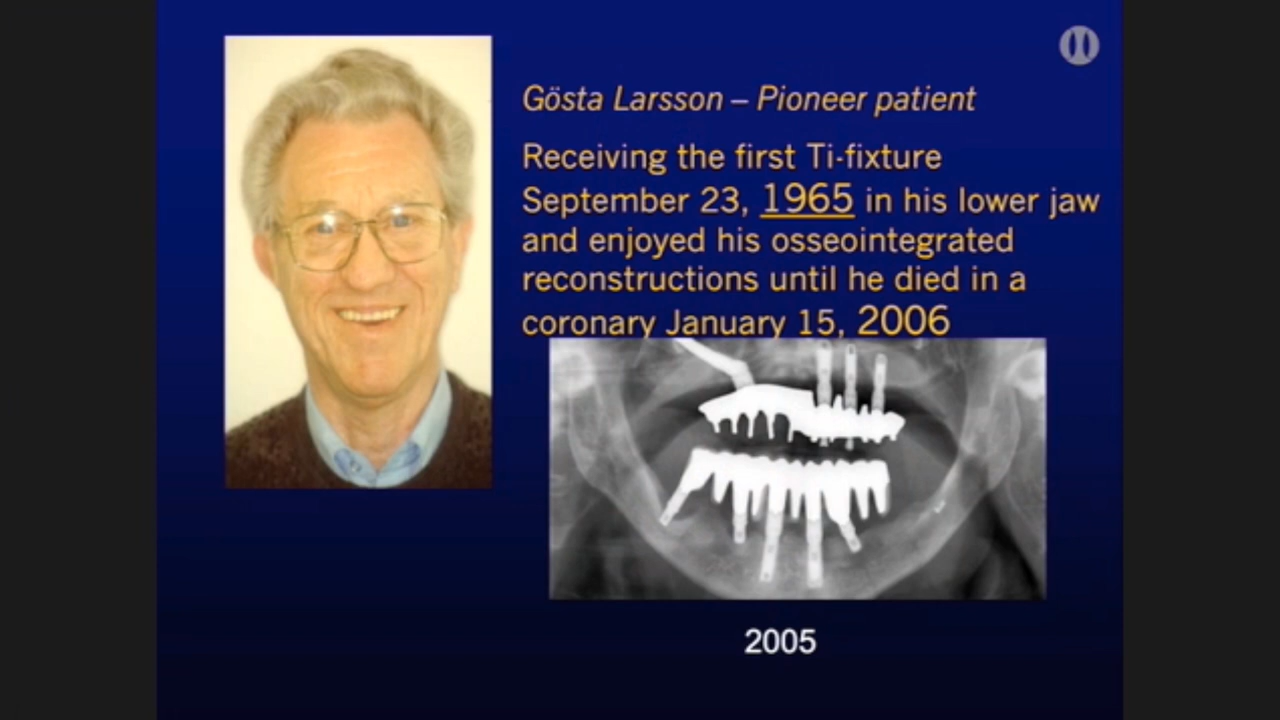 Gösta Larsson – Pioneer patient
Receiving the first Ti-fixture
September 23, 1965 in his lower jaw
and enjoyed his osseointegrated
reconstructions until he died in a
coronary January 15, 2006
2005